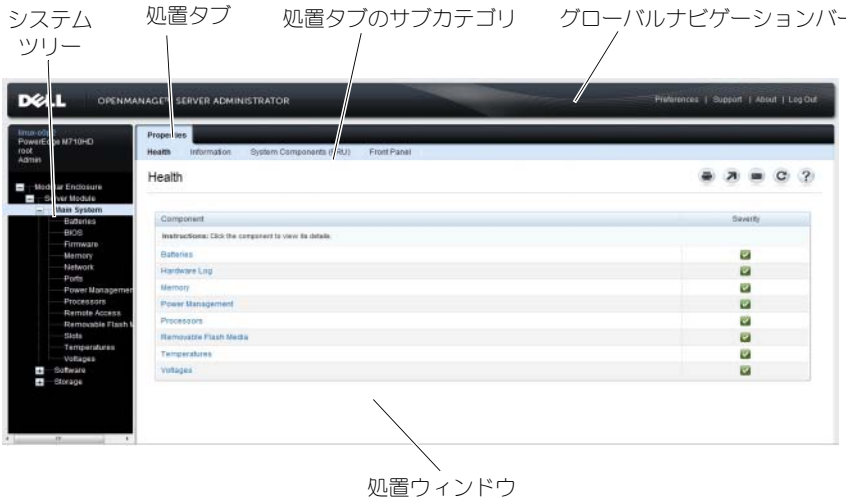 システム
ツリー
処置タブ
処置タブのサブカテゴリ
グローバルナビゲーションバー
DELL
OPENMANAGE™ SERVER ADMINISTRATOR
Preferences | Support | About | Log Out
PowerEdge M710HD
root
Admin
Properties
Health Information System Components (FRU) Front Panel
Health
Modular Enclosure
Server Module
Main System
Batteries
BIOS
Firmware
Memory
Network
Ports
Power Managemen
Processors
Remote Access
Removable Flash
Slots
Temperatures
Voltages
Software
Storage
Component Severity
Instructions: Click the component to view its details.
Batteries
Hardware Log
Memory
Power Management
Processors
Removable Flash Media
Temperatures
Voltages
処置ウィンドウ